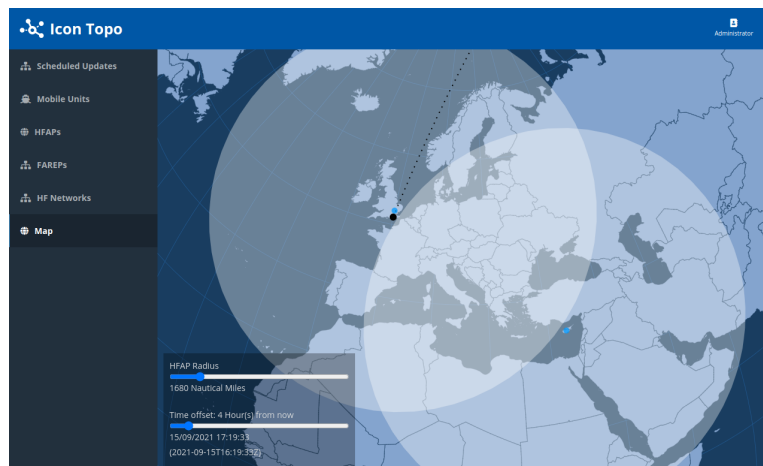 Icon Topo
Administrator
Scheduled Updates
Mobile Units
HFAPs
FAREPs
HF Networks
Map
HFAP Radius
1680 Nautical Miles
Time offset: 4 Hour(s) from now
15/09/2021 17:19:33
(2021-09-15T16:19:33Z)